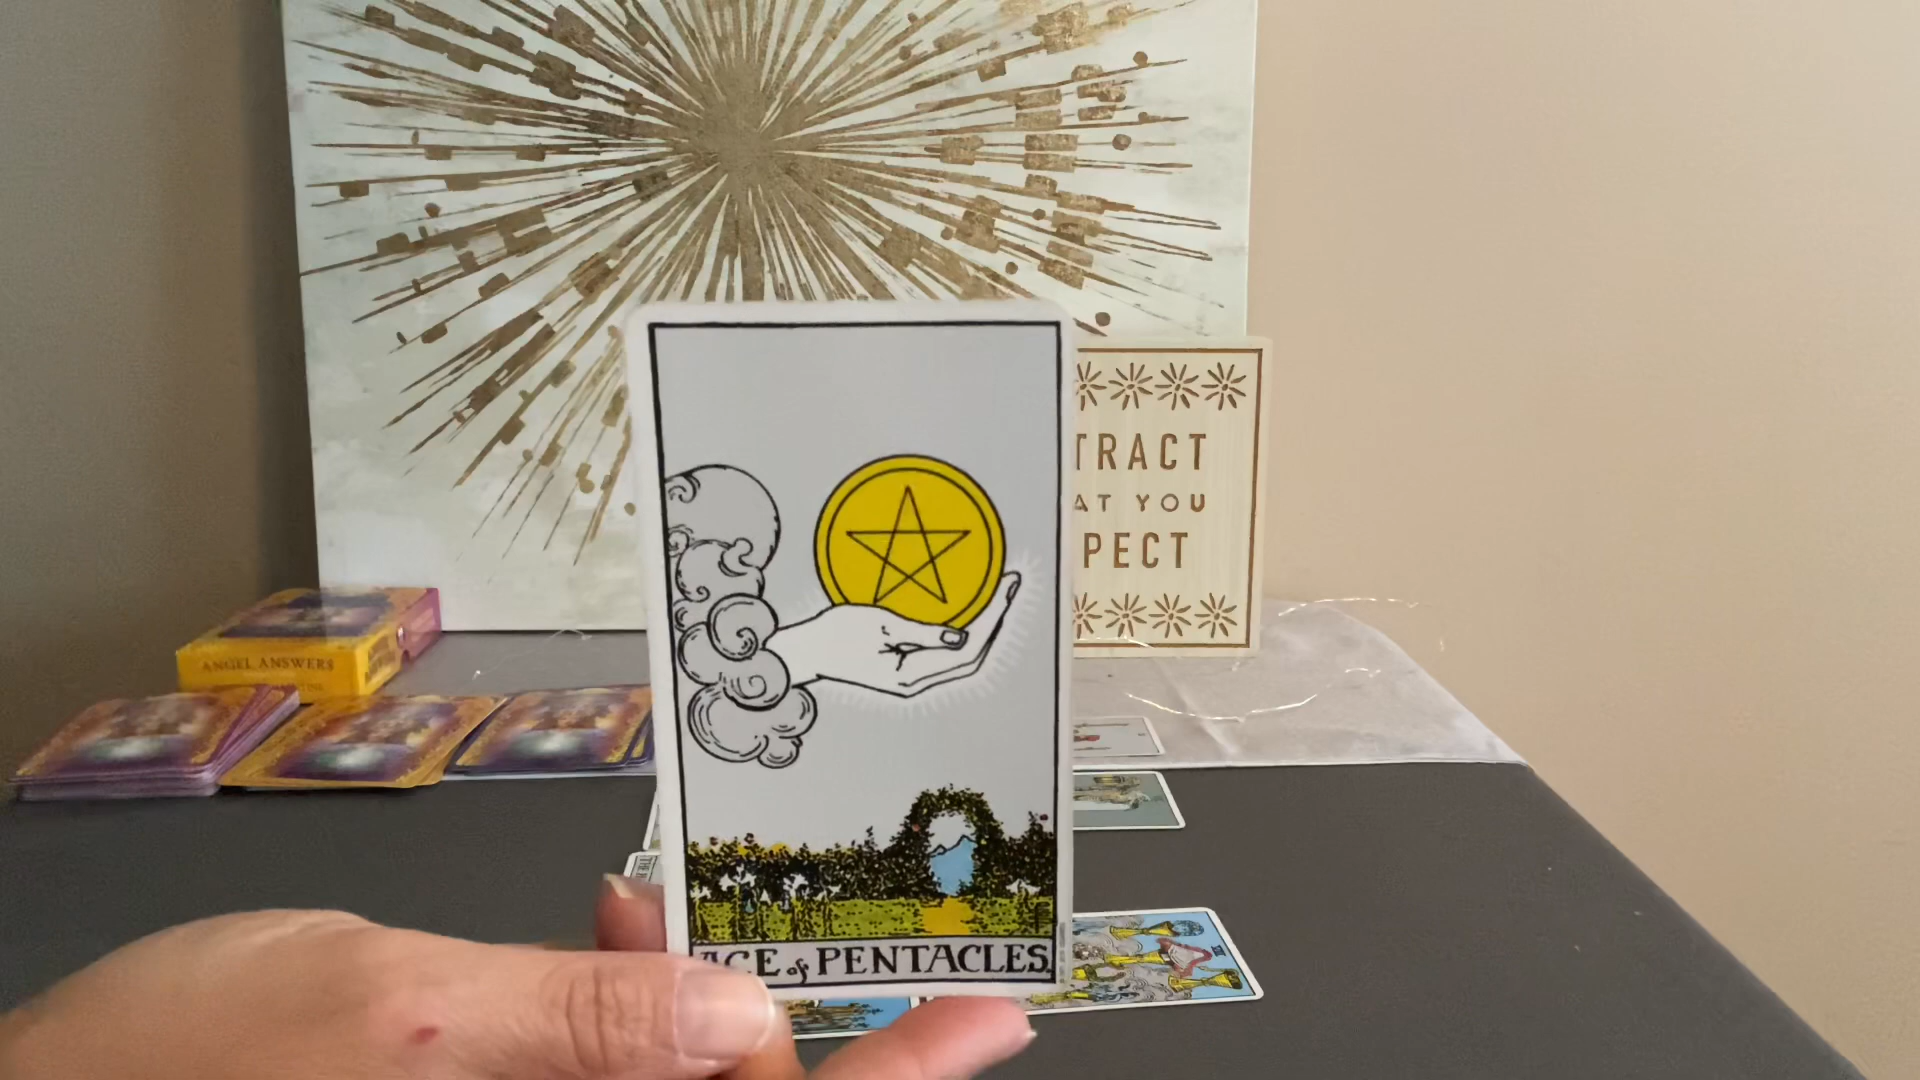 TRACT
AT YOU
PECT
ANGEL ANSWERS
ACE of PENTACLES